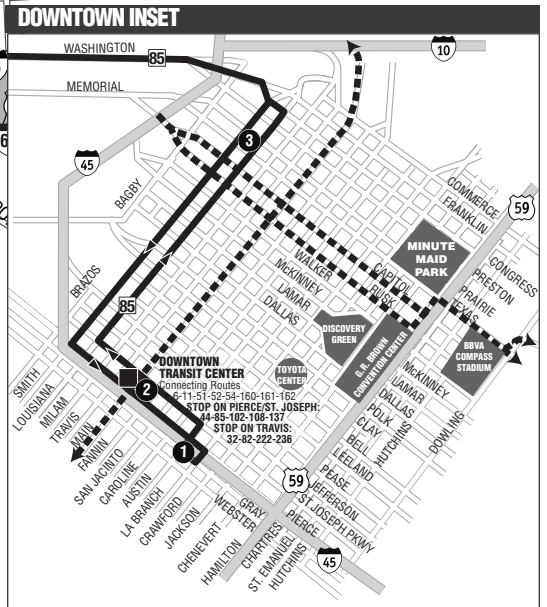 DOWNTOWN INSET
WASHINGTON
85
10
MEMORIAL
45
3
BAGBY
COMMERCE
FRANKLIN
59
MINUTE
MAID
PARK
CONGRESS
PRESTON
PRAIRIE
TEXAS
CAPITOL
RUSK
WALKER
McKINNEY
LAMAR
DALLAS
BRAZOS
85
DISCOVERY
GREEN
G.R. BROWN
CONVENTION CENTER
BBVA
COMPASS
STADIUM
TOYOTA
CENTER
DOWNTOWN
TRANSIT CENTER
Connecting Routes
6-11-51-52-54-160-161-162
STOP ON PIERCE/ST. JOSEPH:
44-85-102-108-137
STOP ON TRAVIS:
32-82-222-236
2
1
McKINNEY
LAMAR
DALLAS
POLK
CLAY
BELL
LEELAND
PEASE
JEFFERSON
ST JOSEPH PKWY
PIERCE
HUTCHINS
DOWLING
SMITH
LOUISIANA
MILAM
TRAVIS
MAIN
FANNIN
SAN JACINTO
CAROLINE
AUSTIN
LA BRANCH
CRAWFORD
JACKSON
CHENEVERT
HAMILTON
59
GRAY
WEBSTER
CHARTRES
ST. EMANUEL
HUTCHINS
45